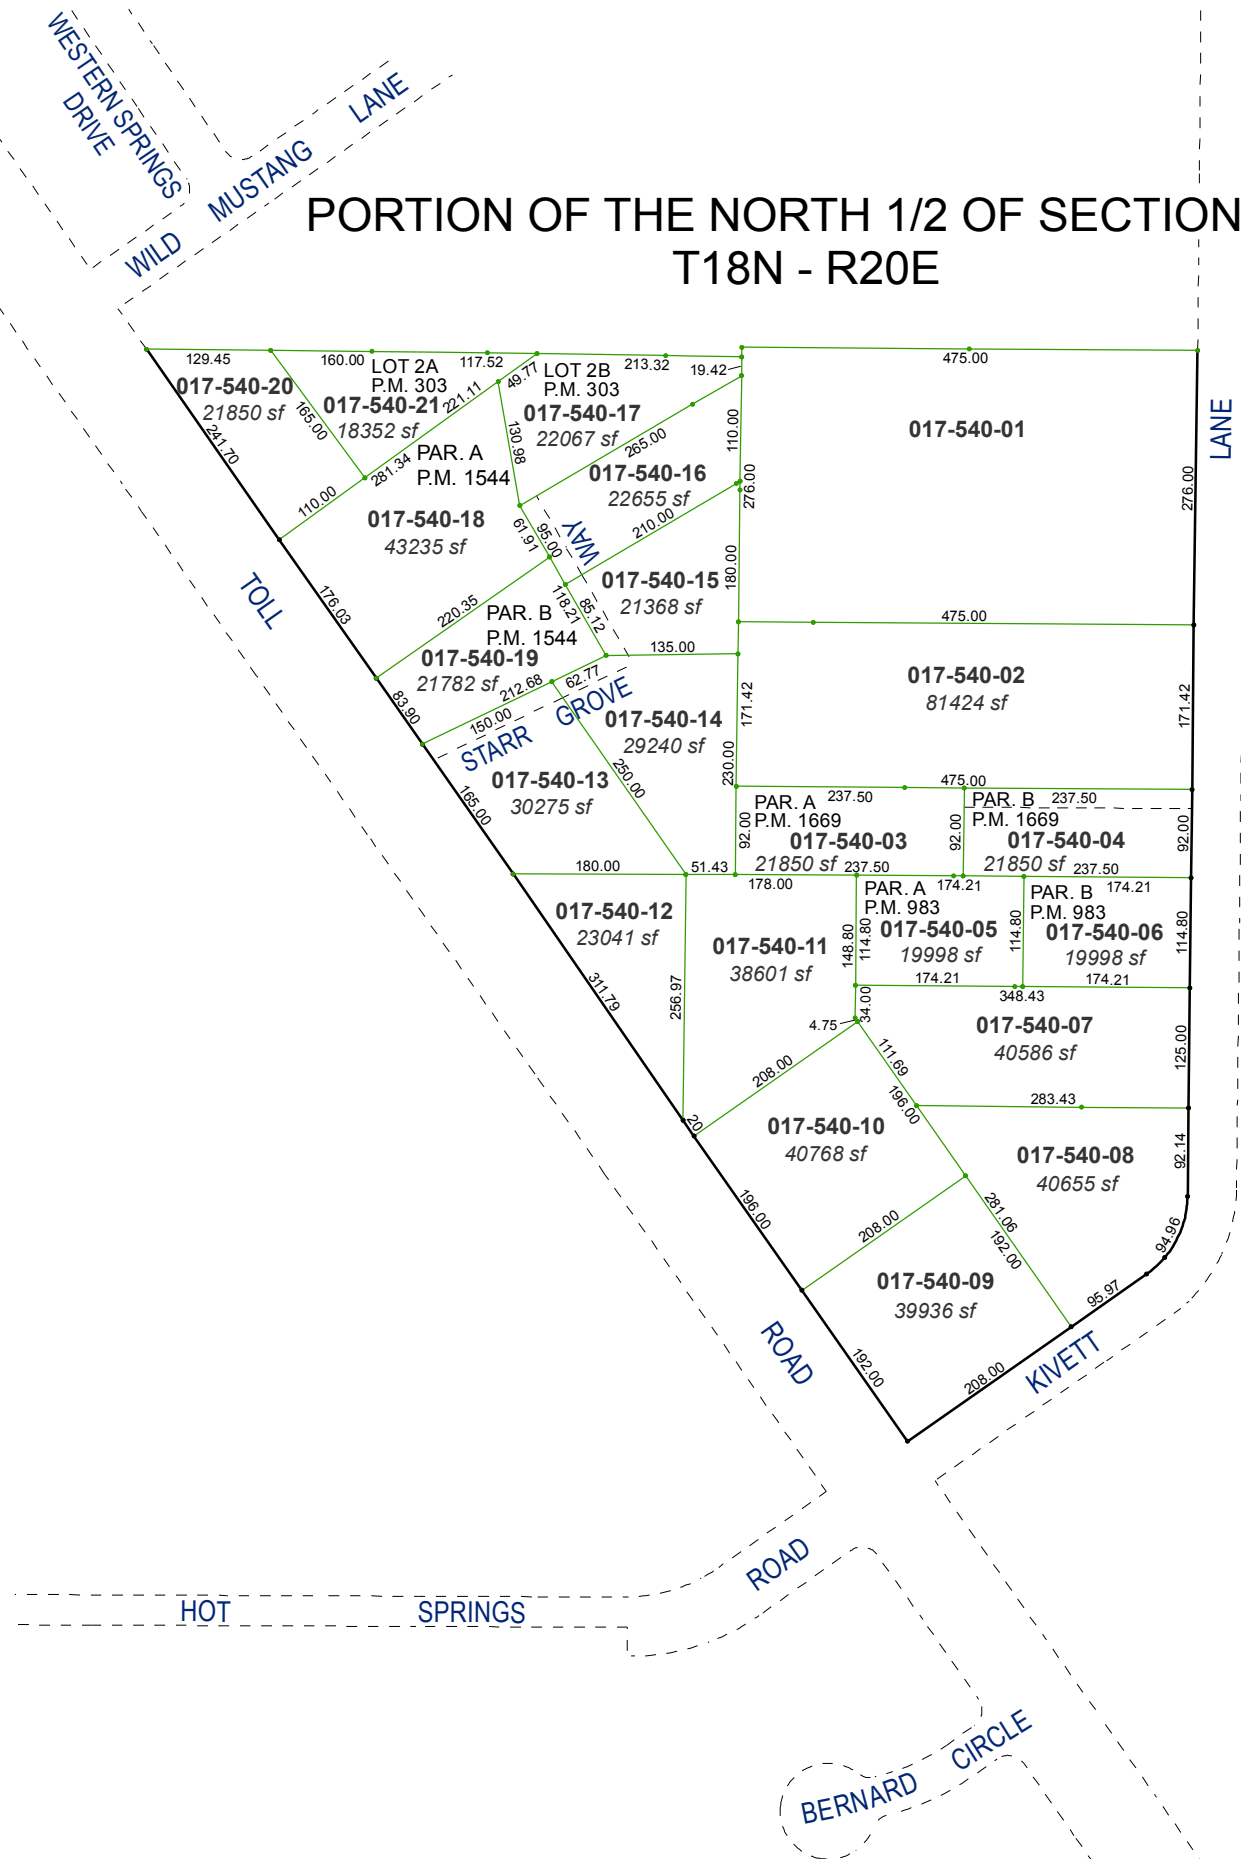 WESTERN SPRINGS
DRIVE
WILD MUSTANG LANE
PORTION OF THE NORTH 1/2 OF SECTION
T18N - R20E
129.45
160.00
117.52
213.32
19.42
475.00
LOT 2A
P.M. 303
LOT 2B
P.M. 303
49.77
017-540-20
21850 sf
017-540-21
18352 sf
221.11
165.00
241.70
017-540-17
22067 sf
130.98
265.00
110.00
017-540-01
LANE
276.00
276.00
281.34
PAR. A
P.M. 1544
110.00
017-540-18
43235 sf
017-540-16
22655 sf
61.91
95.00
WAY
210.00
180.00
TOLL
176.03
220.35
118.21
85.12
017-540-15
21368 sf
475.00
PAR. B
P.M. 1544
017-540-19
21782 sf
135.00
212.68
62.77
83.90
150.00
STARR GROVE
017-540-14
29240 sf
171.42
230.00
017-540-02
81424 sf
171.42
017-540-13
30275 sf
165.00
250.00
475.00
PAR. A
P.M. 1669
237.50
017-540-03
21850 sf
92.00
237.50
PAR. B
P.M. 1669
237.50
017-540-04
21850 sf
92.00
92.00
237.50
180.00
51.43
178.00
174.21
174.21
017-540-12
23041 sf
017-540-11
38601 sf
148.80
114.80
PAR. A
P.M. 983
017-540-05
19998 sf
114.80
PAR. B
P.M. 983
017-540-06
19998 sf
114.80
174.21
174.21
348.43
311.79
256.97
34.00
4.75
017-540-07
40586 sf
125.00
208.00
111.69
196.00
283.43
20
017-540-10
40768 sf
017-540-08
40655 sf
92.14
196.00
208.00
281.06
192.00
94.96
95.97
017-540-09
39936 sf
ROAD
192.00
208.00
KIVETT
ROAD
HOT SPRINGS
BERNARD CIRCLE